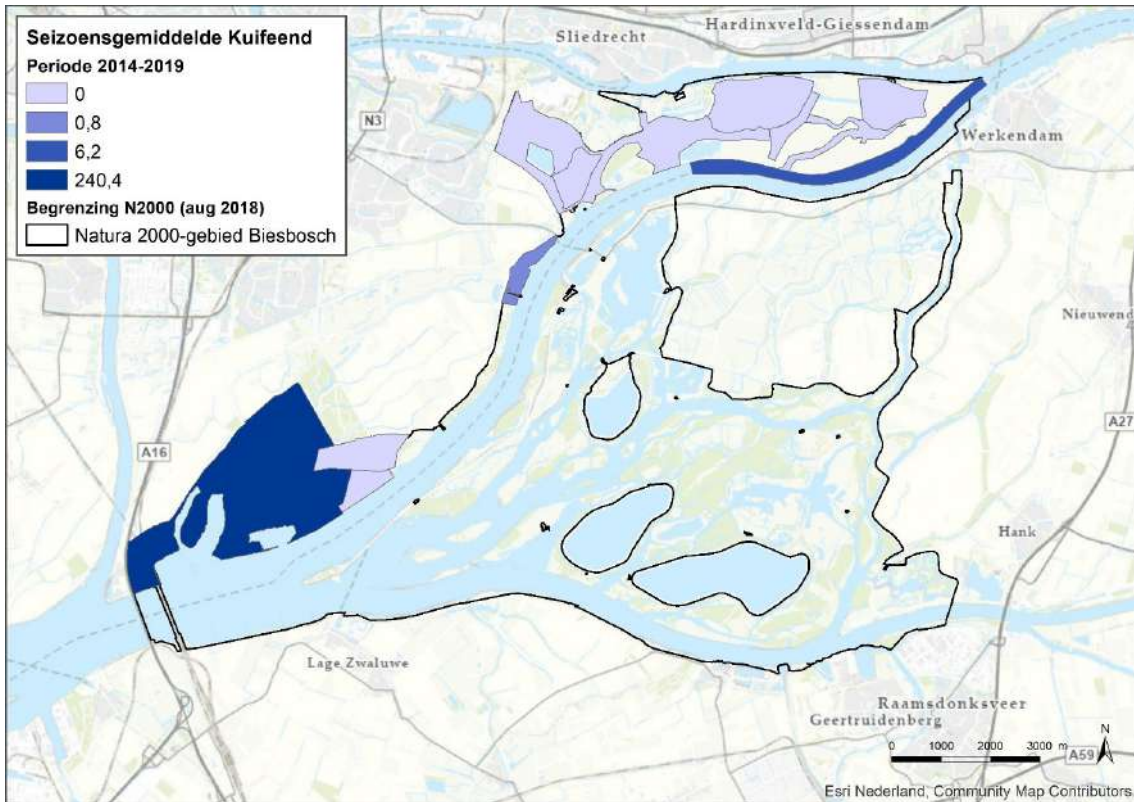 Seizoensgemiddelde Kuifeend
Periode 2014-2019
0
0,8
6,2
240,4
Begrenzing N2000 (aug 2018)
Natura 2000-gebied Biesbosch
Hardinxveld-Giessendam
Sliedrecht
N3
Werkendam
Nieuwend
A16
A27
Hank
Lage Zwaluwe
Raamsdonksveer
Geertruidenberg
N
0 1000 2000 3000 m
A59
Esri Nederland, Community Map Contributors